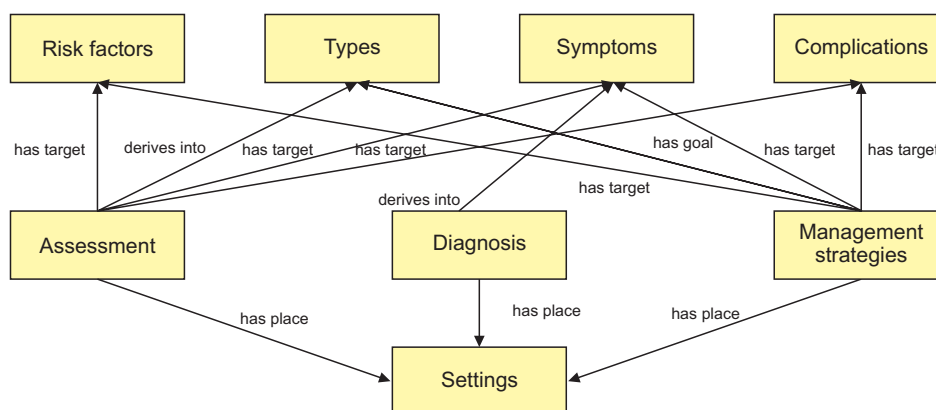 Risk factors
Types
Symptoms
Complications
has target
derives into
has target
has target
has goal
has target
has target
has target
derives into
Assessment
Diagnosis
Management
strategies
has place
has place
has place
Settings